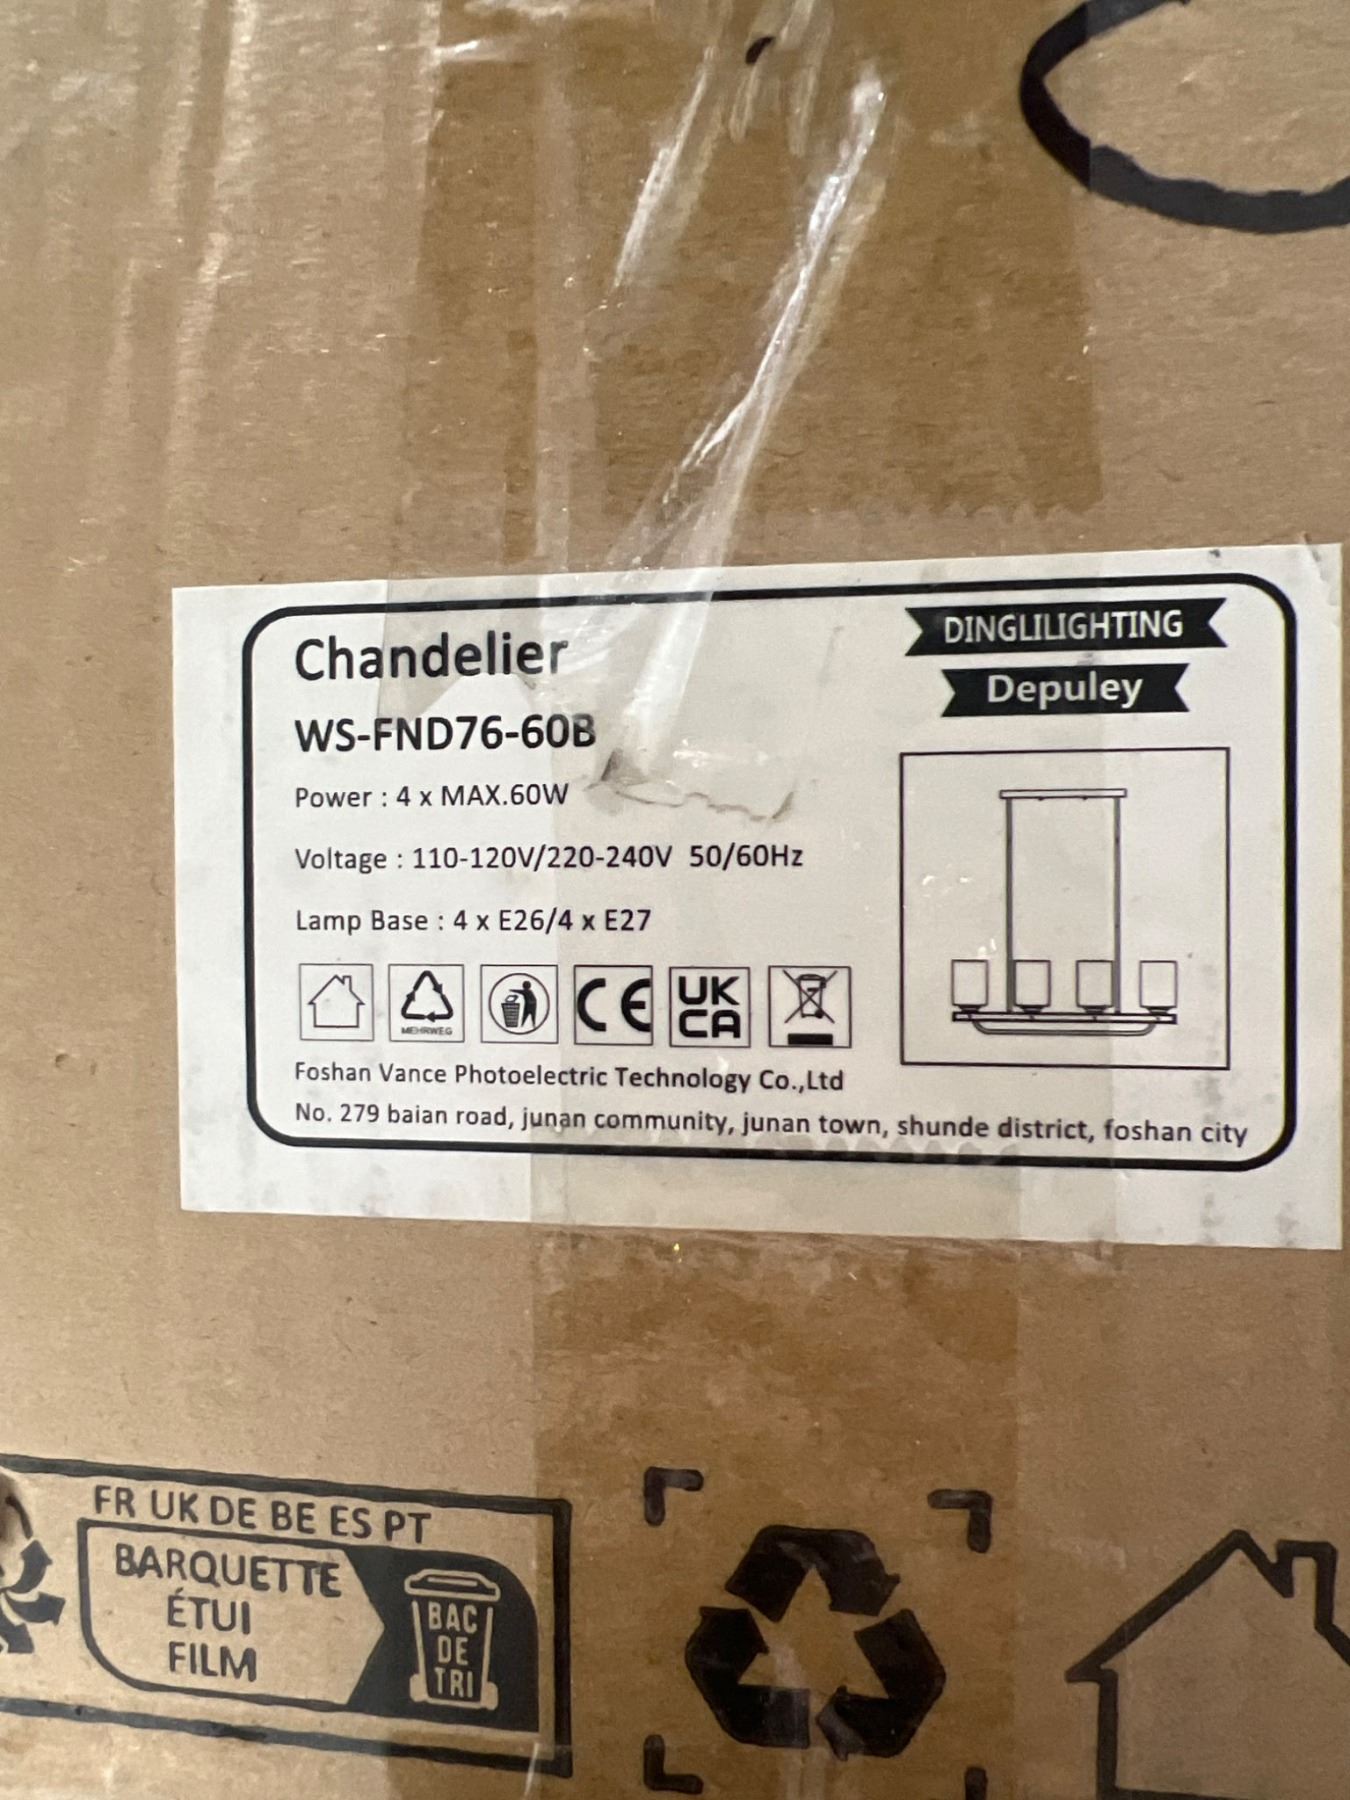 Chandelier
DINGLILIGHTING
Depuley
WS-FND76-60B
Power : 4 x MAX.60W
Voltage : 110-120V/220-240V 50/60Hz
Lamp Base : 4 x E26/4 x E27
MEHRWEG
CE
UK
CA
Foshan Vance Photoelectric Technology Co.,Ltd
No. 279 baian road, junan community, junan town, shunde district, foshan city
FR UK DE BE ES PT
BARQUETTE
ÉTUI
FILM
BAC
DE
TRI